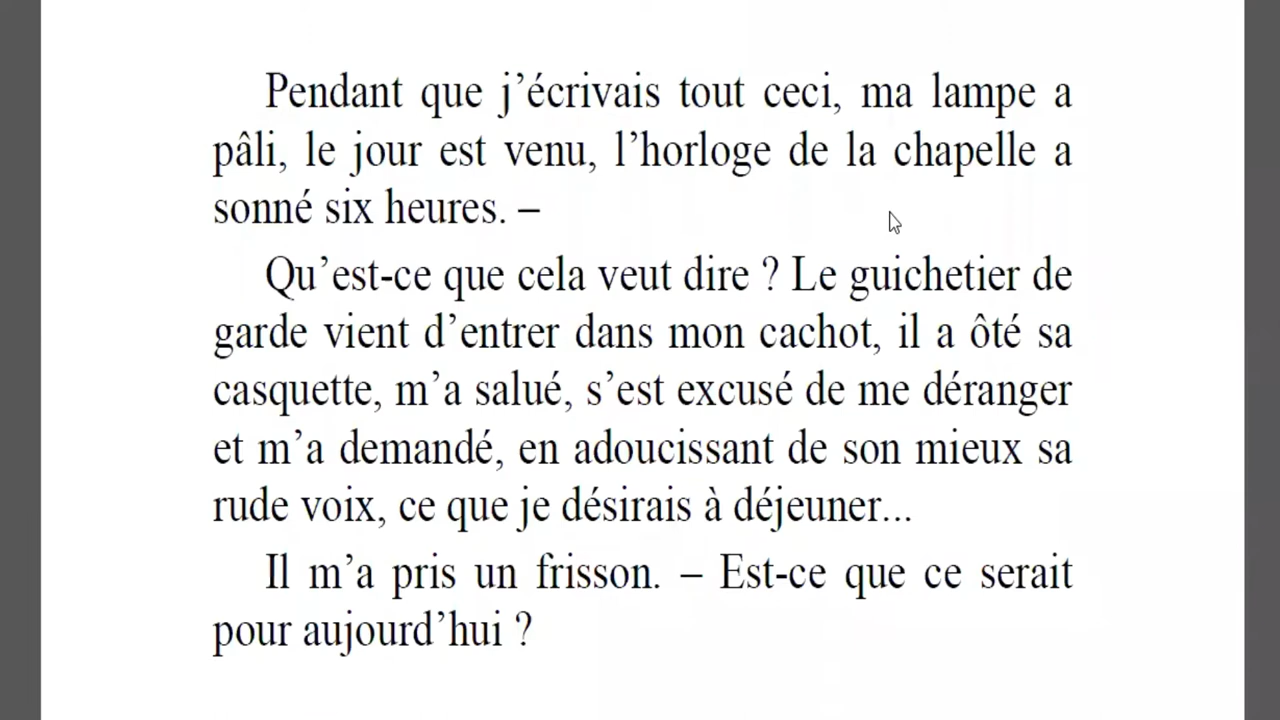 Pendant que j’écrivais tout ceci, ma lampe a
pâli, le jour est venu, l’horloge de la chapelle a
sonné six heures. –
Qu’est-ce que cela veut dire ? Le guichetier de
garde vient d’entrer dans mon cachot, il a ôté sa
casquette, m’a salué, s’est excusé de me déranger
et m’a demandé, en adoucissant de son mieux sa
rude voix, ce que je désirais à déjeuner...
Il m’a pris un frisson. – Est-ce que ce serait
pour aujourd’hui ?